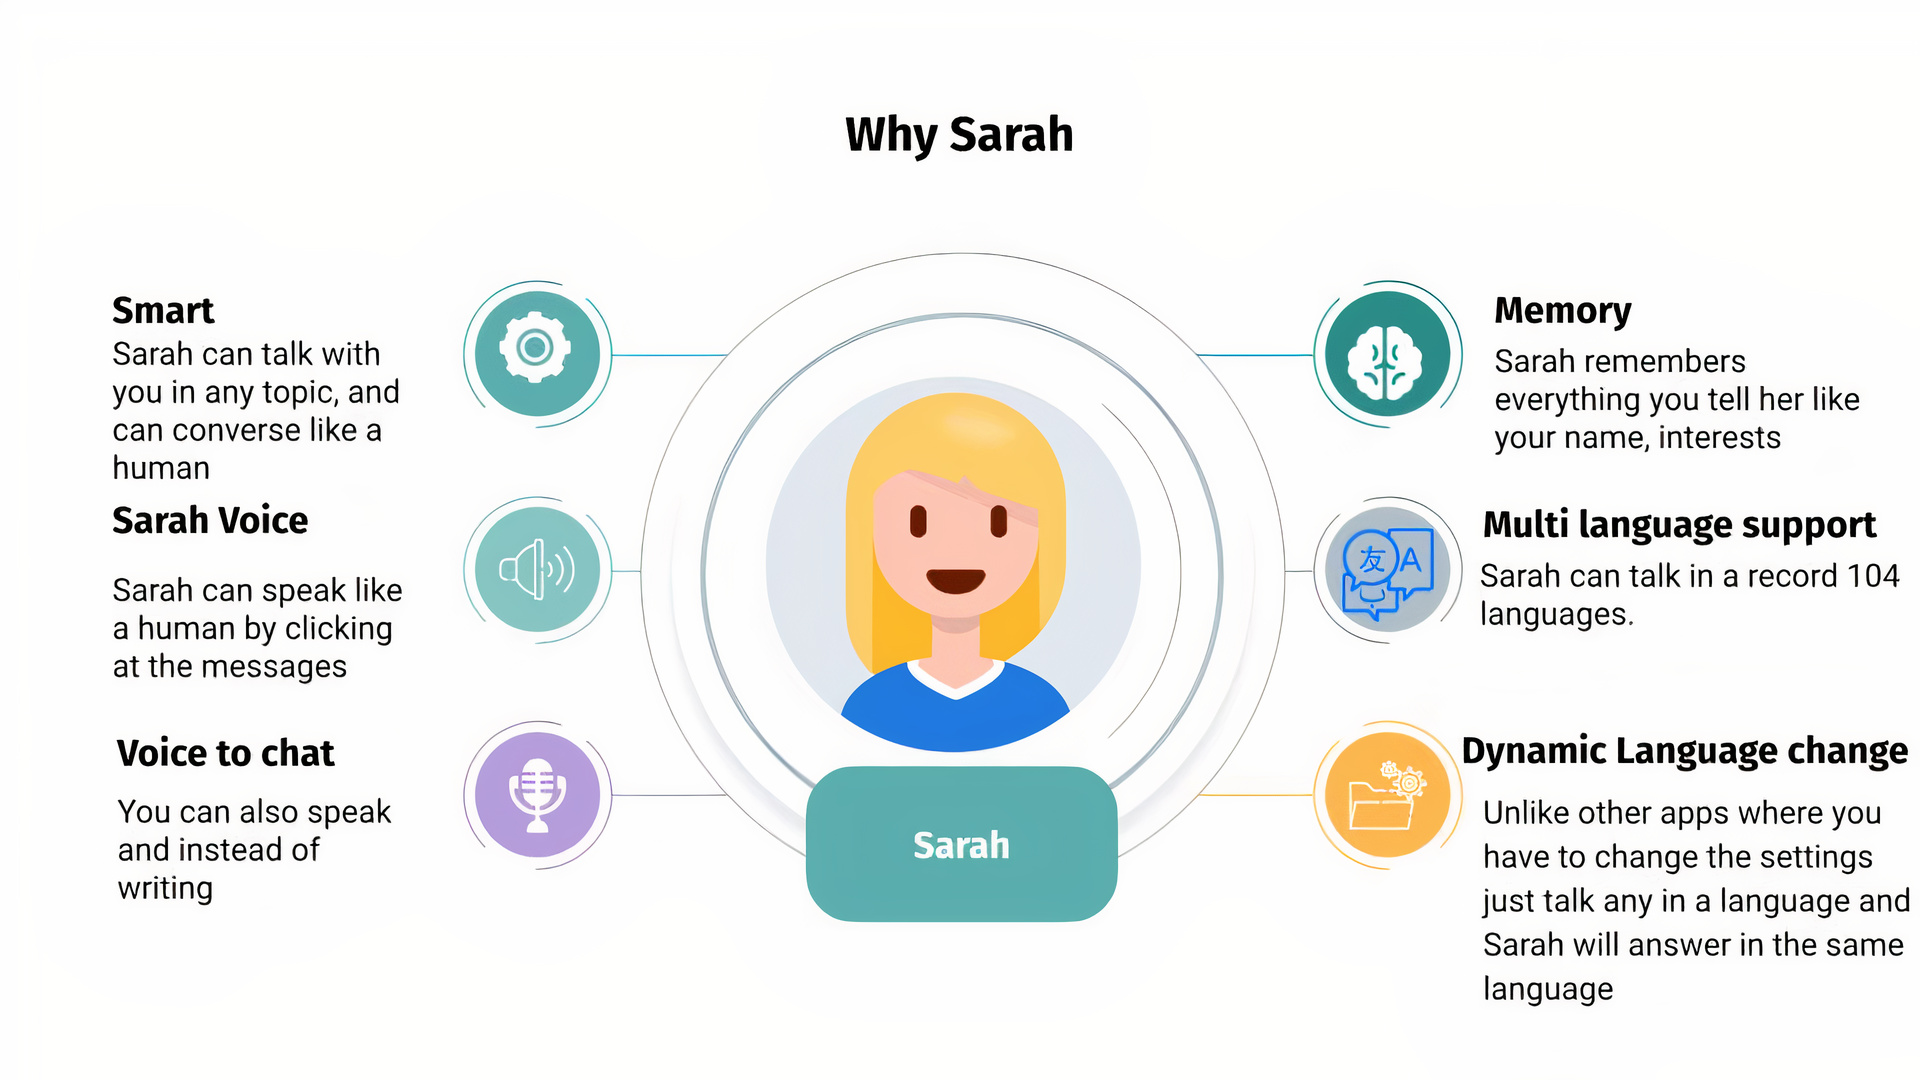 Why Sarah
Smart
Sarah can talk with
you in any topic, and
can converse like a
human
Sarah Voice
Sarah can speak like
a human by clicking
at the messages
Voice to chat
You can also speak
and instead of
writing
Sarah
Memory
Sarah remembers
everything you tell her like
your name, interests
友
A
Multi language support
Sarah can talk in a record 104
languages.
Dynamic Language change
Unlike other apps where you
have to change the settings
just talk any in a language and
Sarah will answer in the same
language